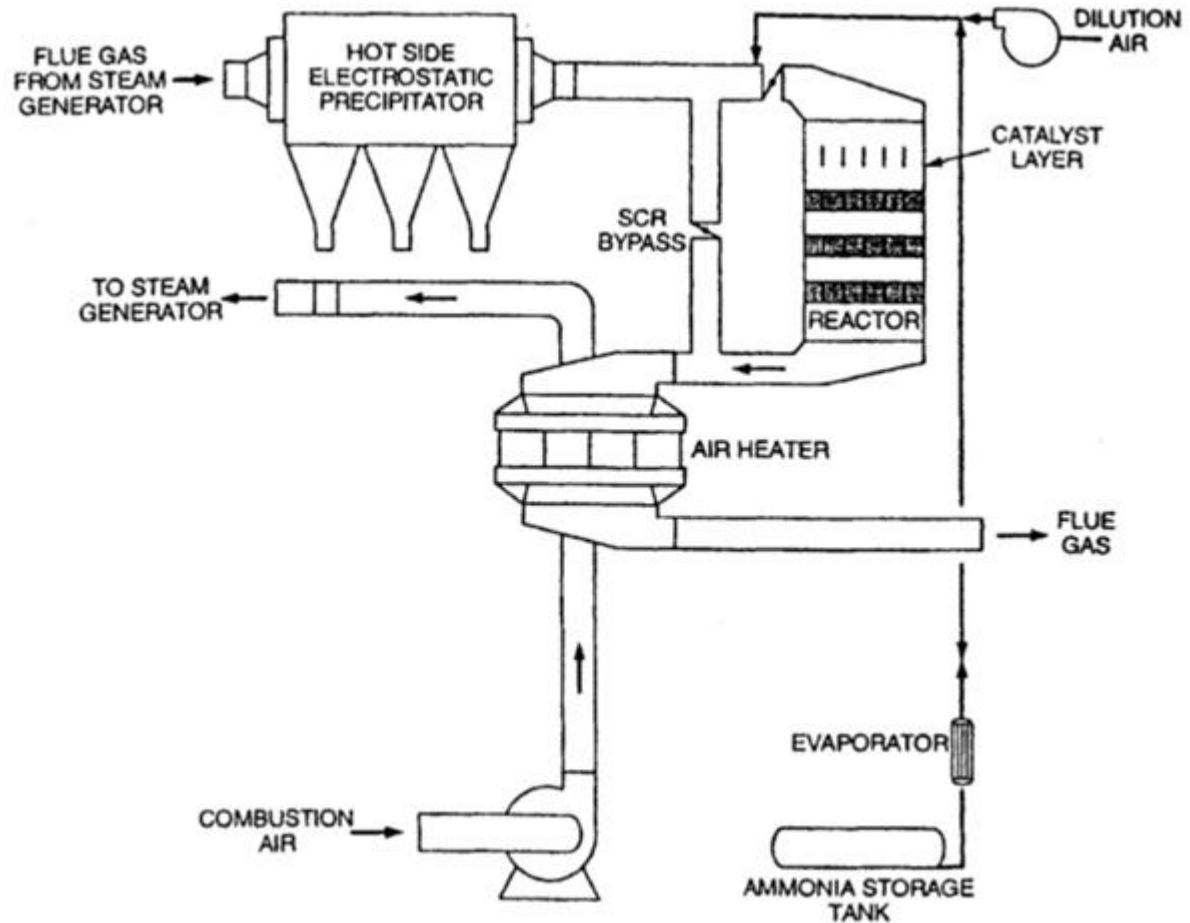 FLUE GAS
FROM STEAM
GENERATOR
HOT SIDE
ELECTROSTATIC
PRECIPITATOR
DILUTION
AIR
CATALYST
LAYER
SCR
BYPASS
TO STEAM
GENERATOR
REACTOR
AIR HEATER
FLUE
GAS
EVAPORATOR
COMBUSTION
AIR
AMMONIA STORAGE
TANK